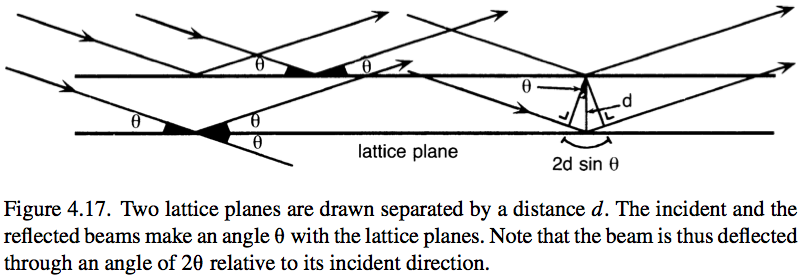 θ θ θ
d
θ θ
θ
lattice plane
2d sin θ
Figure 4.17. Two lattice planes are drawn separated by a distance d. The incident and the
reflected beams make an angle θ with the lattice planes. Note that the beam is thus deflected
through an angle of 2θ relative to its incident direction.